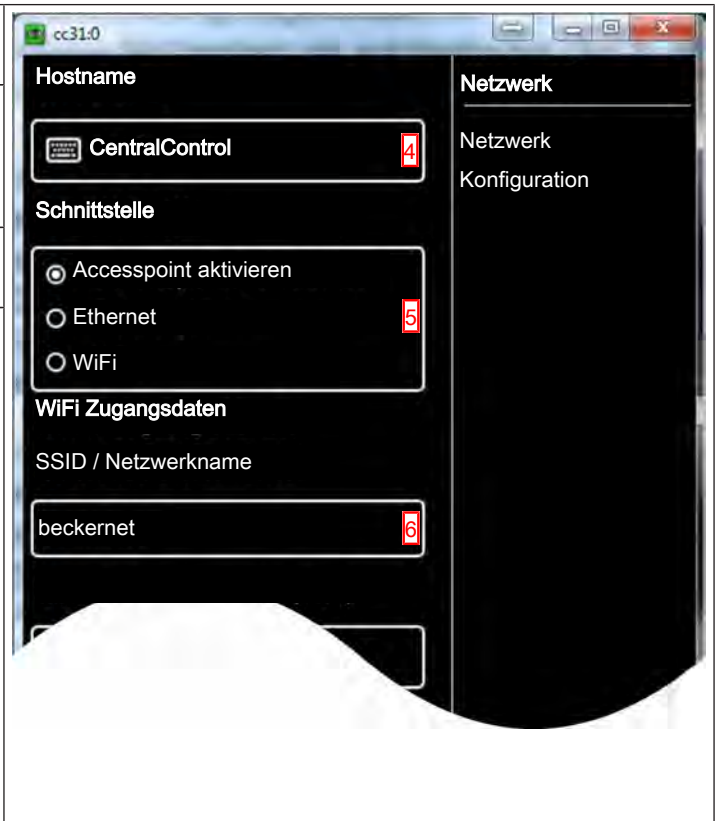 cc31:0
Hostname
CentralControl 4
Schnittstelle
Accesspoint aktivieren
Ethernet 5
WiFi
WiFi Zugangsdaten
SSID / Netzwerkname
beckernet 6
Netzwerk
Netzwerk
Konfiguration